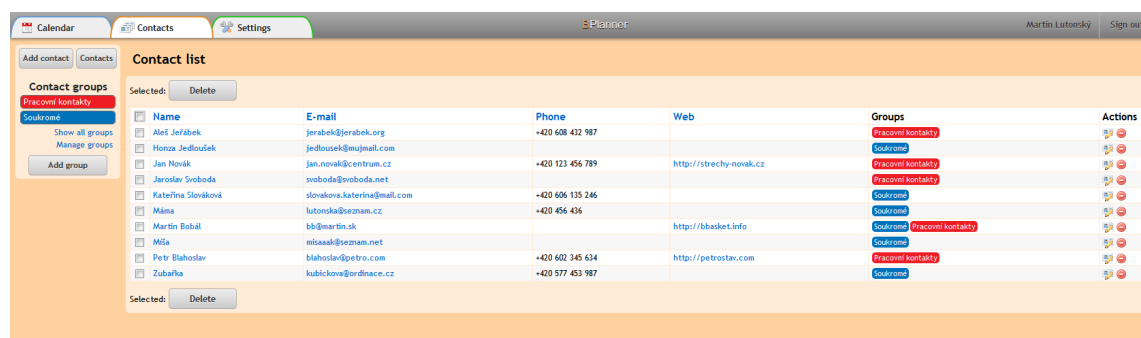 Calendar Contacts Settings BPlanner Martin Lutonský Sign out
Add contact Contacts
Contact list
Contact groups
Pracovní kontakty
Soukromé
Show all groups
Manage groups
Add group
Selected: Delete
Name E-mail Phone Web Groups Actions
Aleš Jeřábek jerabek@jerabek.org +420 608 432 987 Pracovní kontakty
Honza Jedloušek jedlousek@mujmail.com Soukromé
Jan Novák jan.novak@centrum.cz +420 123 456 789 http://strechy-novak.cz Pracovní kontakty
Jaroslav Svoboda svoboda@svoboda.net Pracovní kontakty
Kateřina Slováková slovakova.katerina@mail.com +420 606 135 246 Soukromé
Máma lutonska@seznam.cz +420 456 436 Soukromé
Martin Bobál bb@martin.sk http://bbasket.info Soukromé Pracovní kontakty
Míša misaaak@seznam.net Soukromé
Petr Blahoslav blahoslav@petro.com +420 602 345 634 http://petrostav.com Pracovní kontakty
Zubařka kubickova@ordinace.cz +420 577 453 987 Soukromé
Selected: Delete